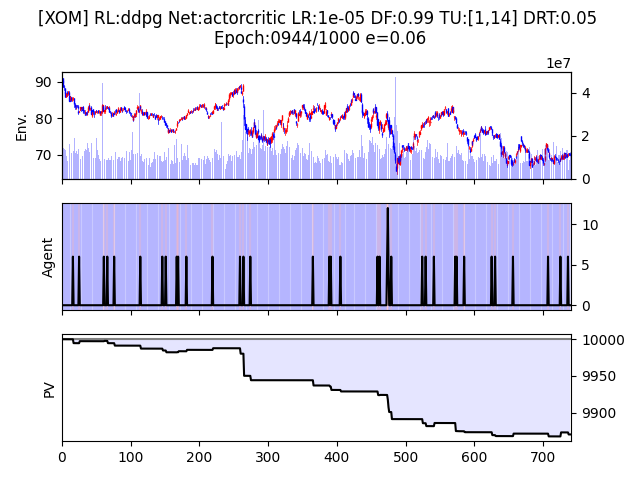 [XOM] RL:ddpg Net:actorcritic LR:1e-05 DF:0.99 TU:[1,14] DRT:0.05
Epoch:0944/1000 e=0.06
1e7
90
80
70
Env.
4
2
0
Agent
10
5
0
PV
10000
9950
9900
0 100 200 300 400 500 600 700